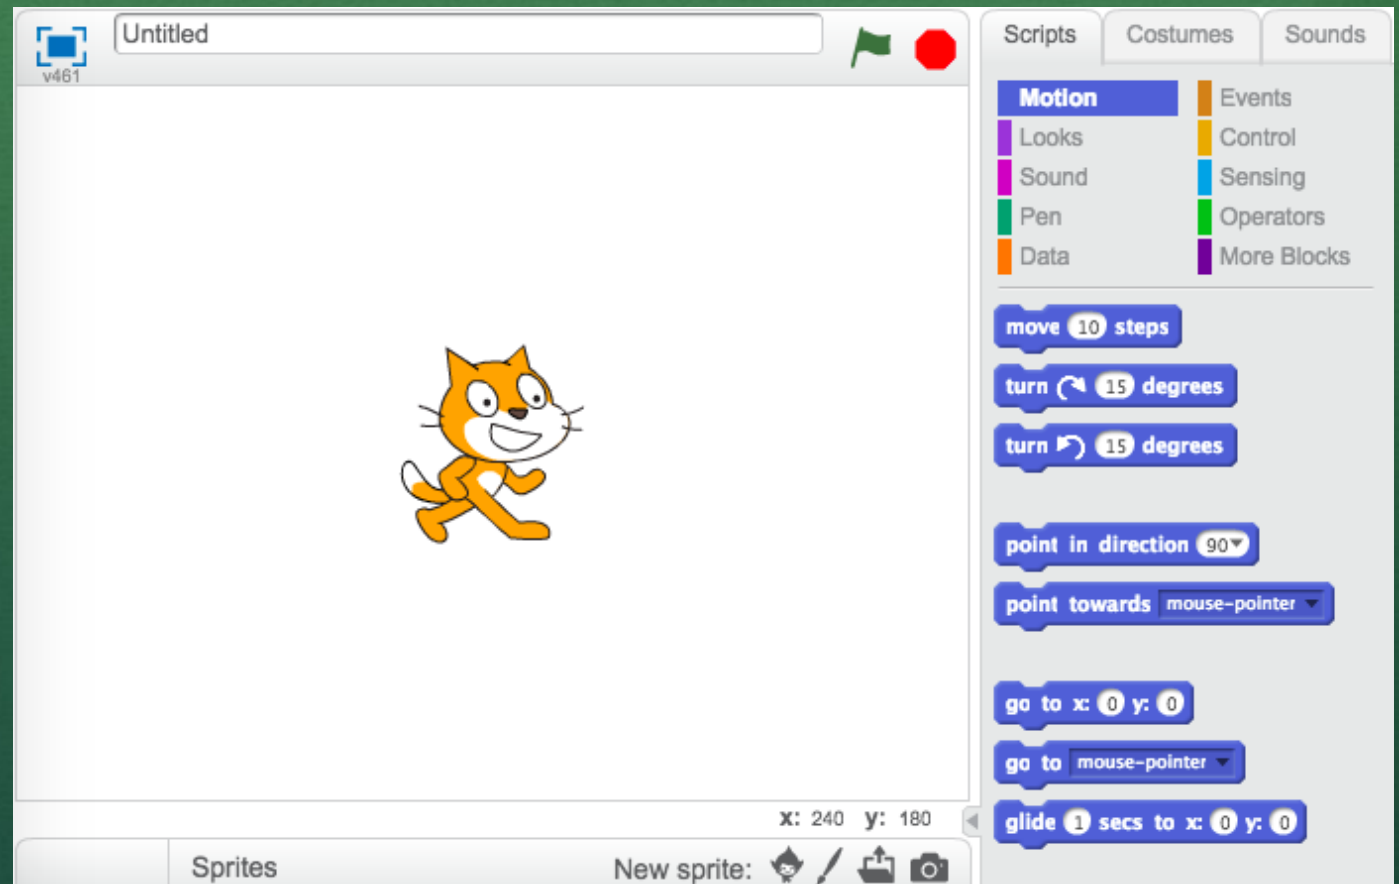 Untitled
v461
Scripts Costumes Sounds
Motion Events
Looks Control
Sound Sensing
Pen Operators
Data More Blocks
move 10 steps
turn 15 degrees
turn 15 degrees
point in direction 90
point towards mouse-pointer
go to x: 0 y: 0
go to mouse-pointer
glide 1 secs to x: 0 y: 0
x: 240 y: 180
Sprites New sprite: